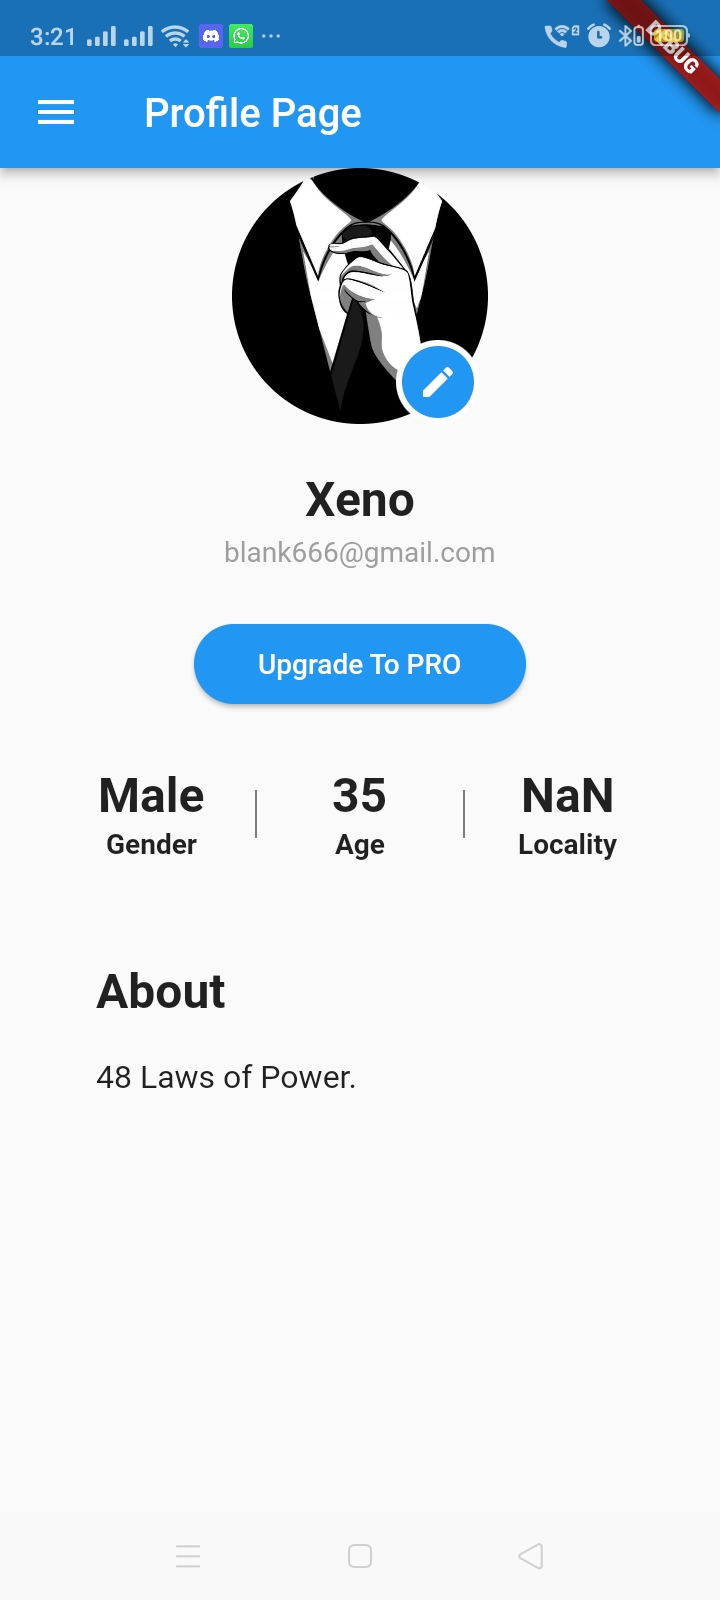 3:21
2
100
DEBUG
Profile Page
Xeno
blank666@gmail.com
Upgrade To PRO
Male 35 NaN
Gender Age Locality
About
48 Laws of Power.